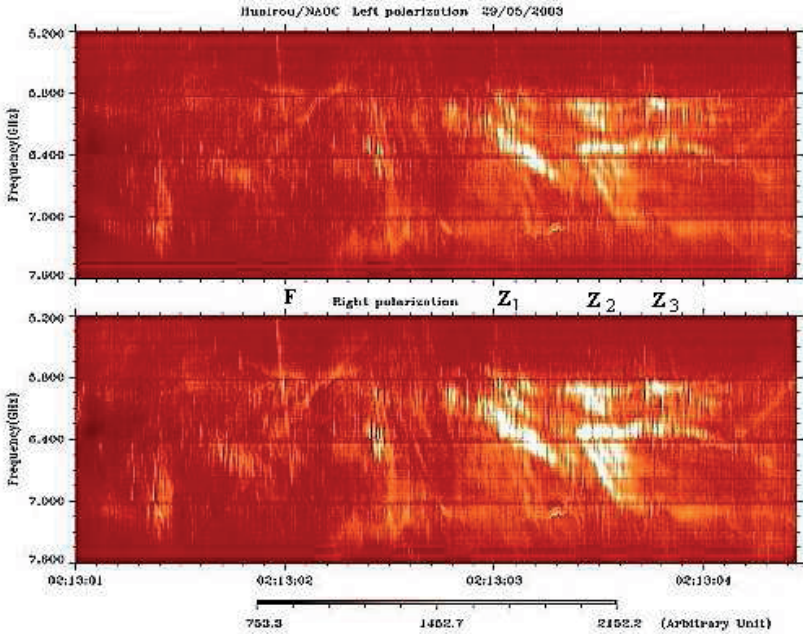 Huairou/NAOC Left polarization 29/05/2003
5.200
5.800
6.400
7.000
7.600
Frequency(GHz)
F Right polarization Z1 Z2 Z3
5.200
5.800
6.400
7.000
7.600
Frequency(GHz)
02:13:01 02:13:02 02:13:03 02:13:04
753.3 1452.7 2152.2 (Arbitrary Unit)